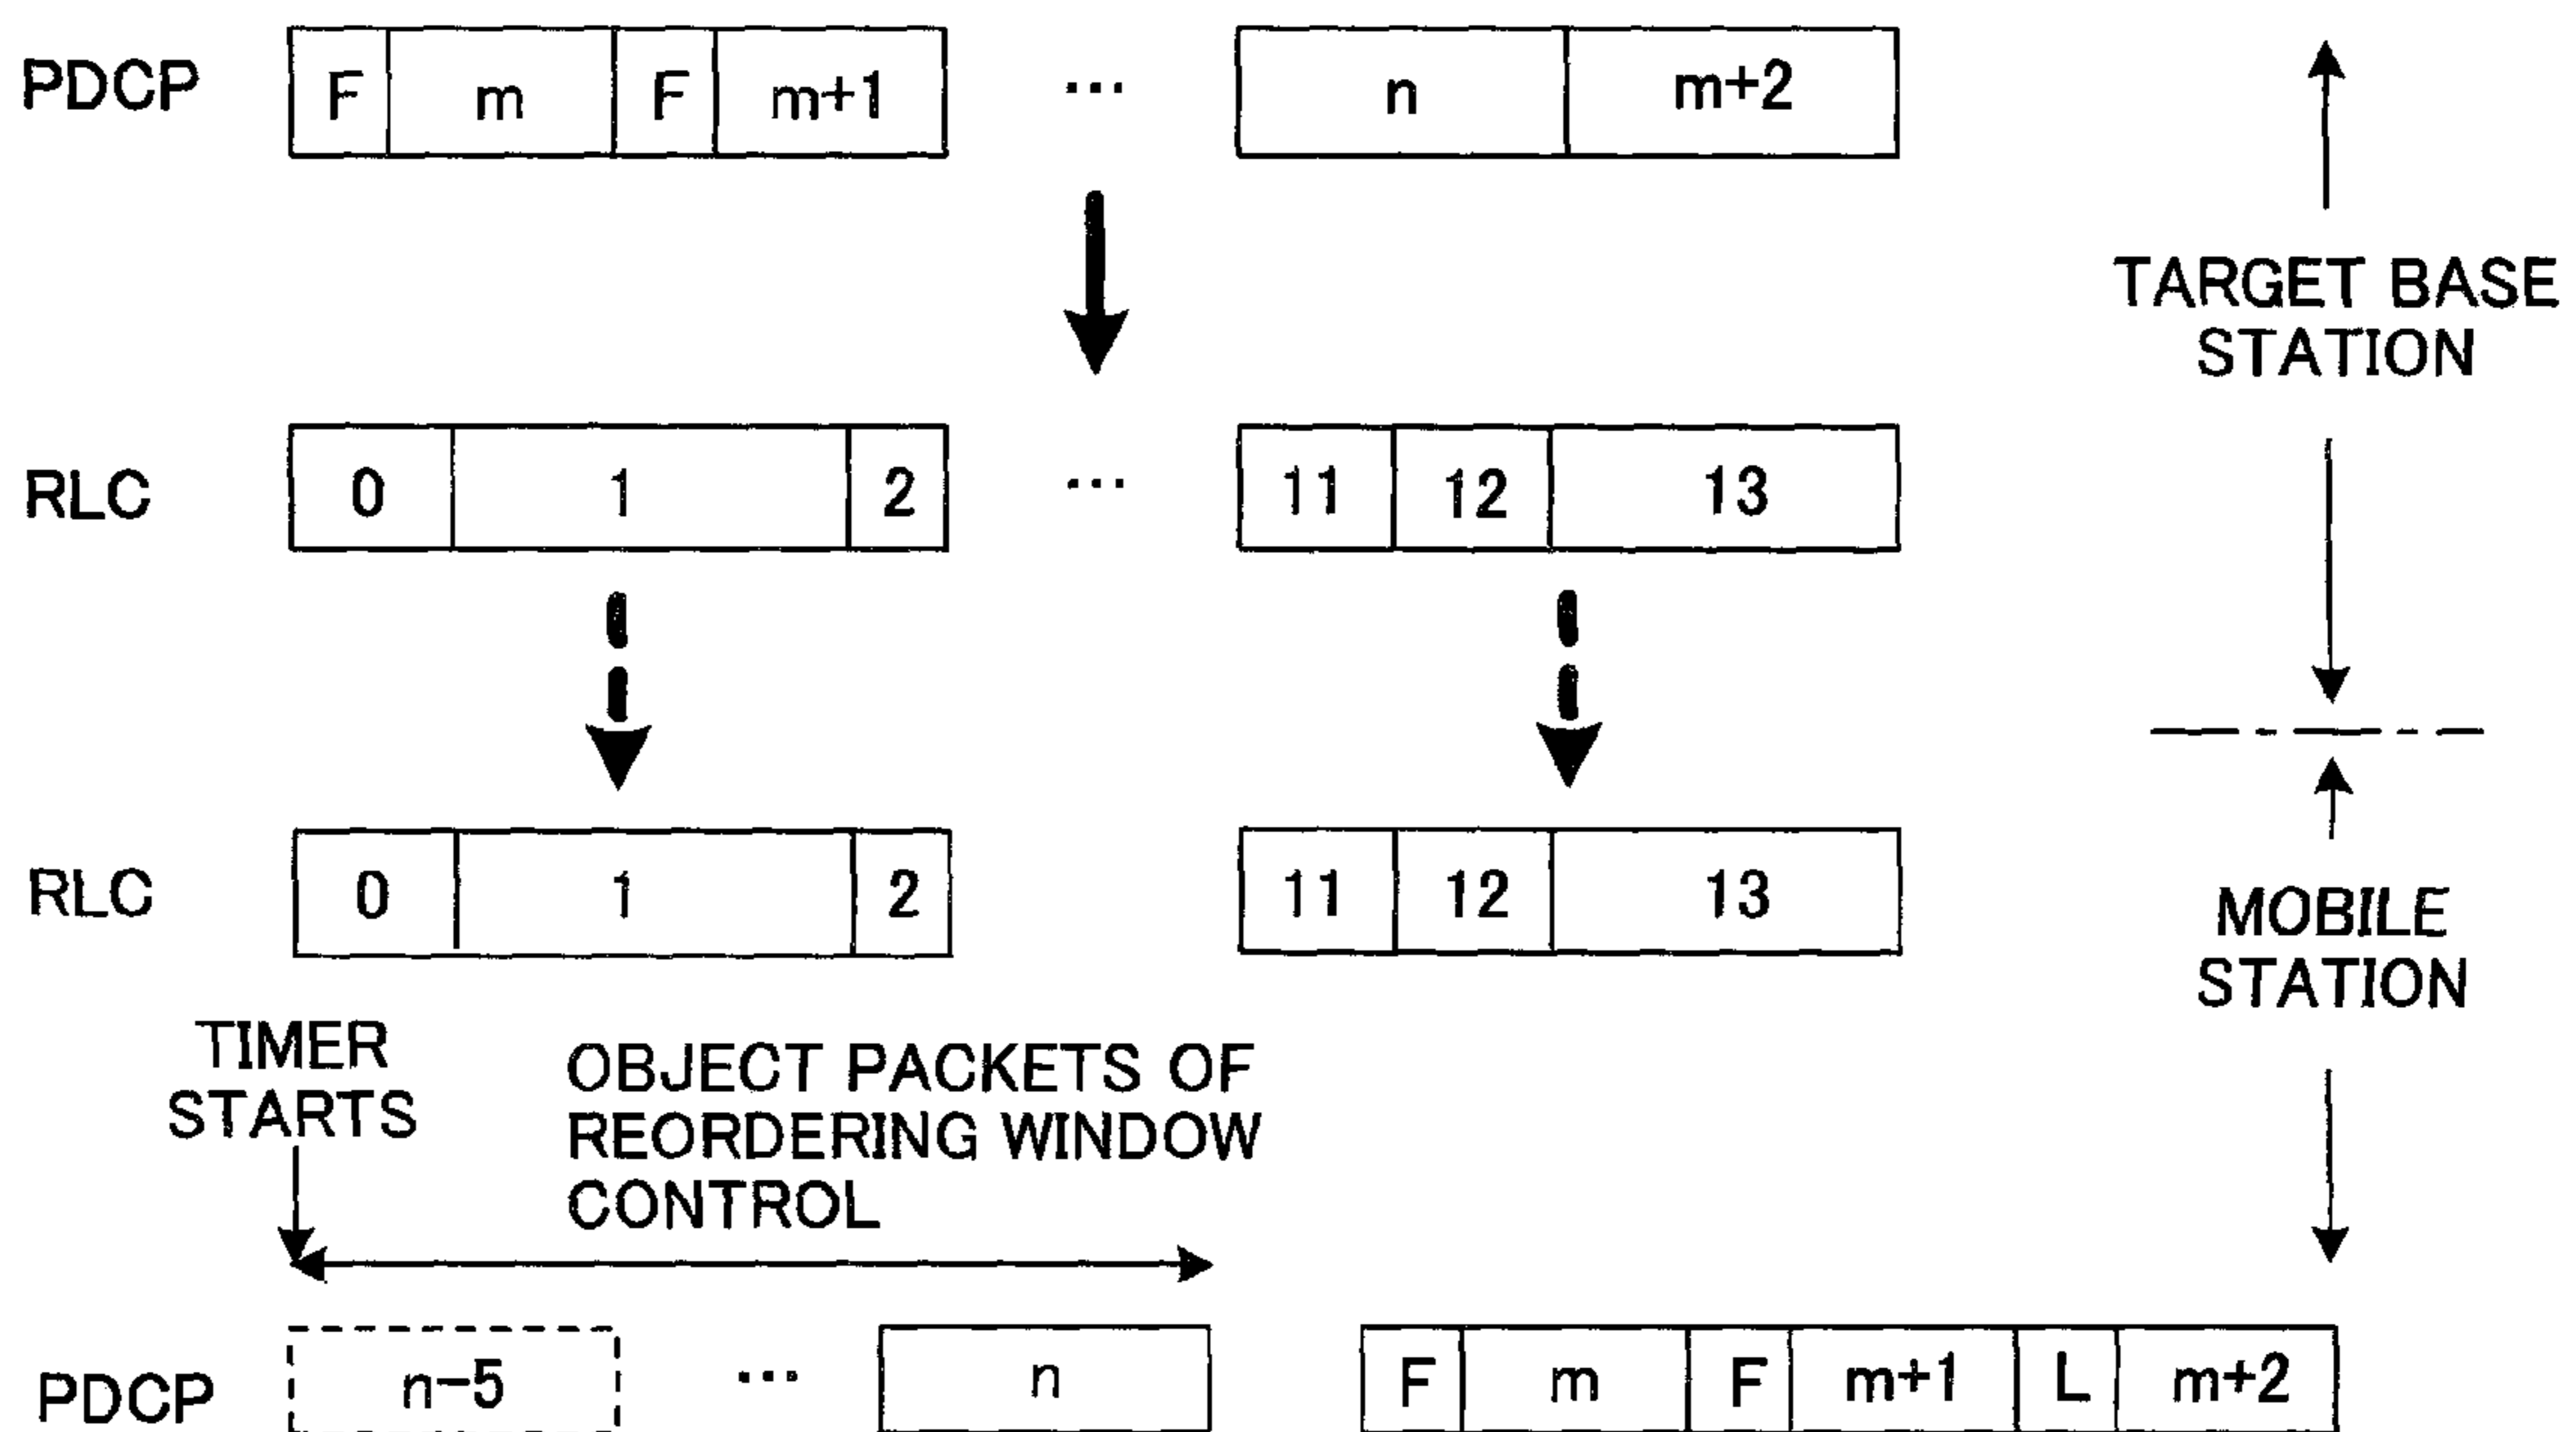 PDCP F m F m+1 ... n m+2
TARGET BASE
STATION
RLC 0 1 2 ... 11 12 13
RLC 0 1 2 11 12 13
MOBILE
STATION
TIMER
STARTS
OBJECT PACKETS OF
REORDERING WINDOW
CONTROL
PDCP n-5 ... n F m F m+1 L m+2